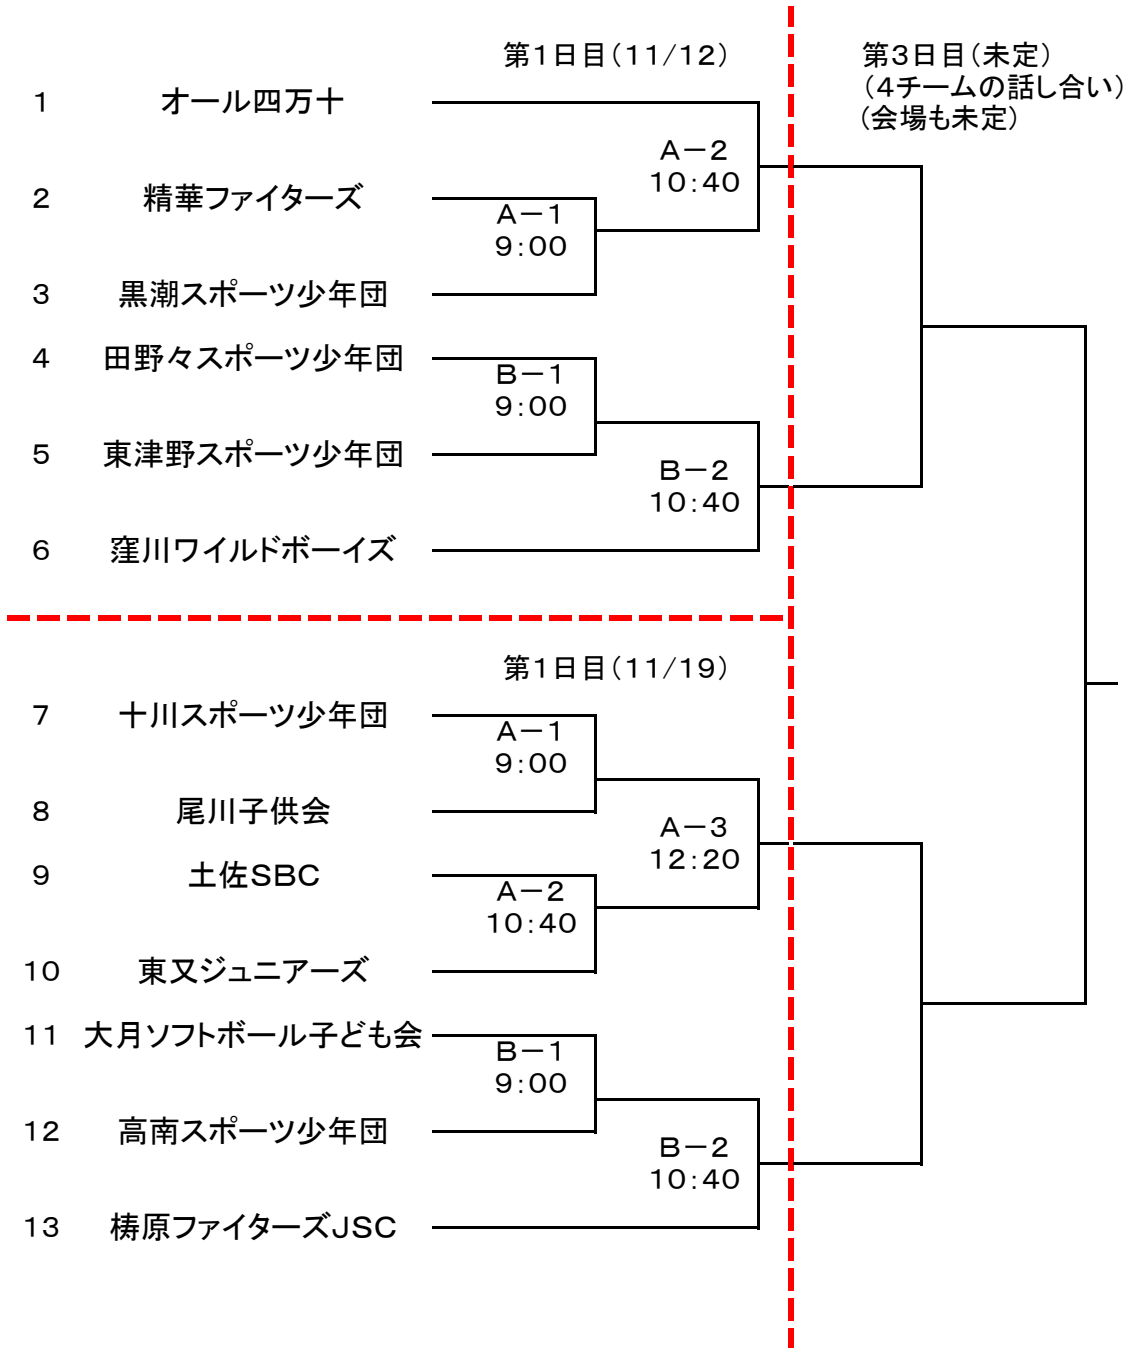 第1日目(11/12)
第3日目(未定)
(4チームの話し合い)
(会場も未定)
1 オール四万十
A-2
10:40
2 精華ファイターズ
A-1
9:00
3 黒潮スポーツ少年団
4 田野々スポーツ少年団
B-1
9:00
5 東津野スポーツ少年団
B-2
10:40
6 窪川ワイルドボーイズ
第1日目(11/19)
7 十川スポーツ少年団
A-1
9:00
8 尾川子供会
A-3
12:20
9 土佐SBC
A-2
10:40
10 東又ジュニアーズ
11 大月ソフトボール子ども会
B-1
9:00
12 高南スポーツ少年団
B-2
10:40
13 梼原ファイターズJSC